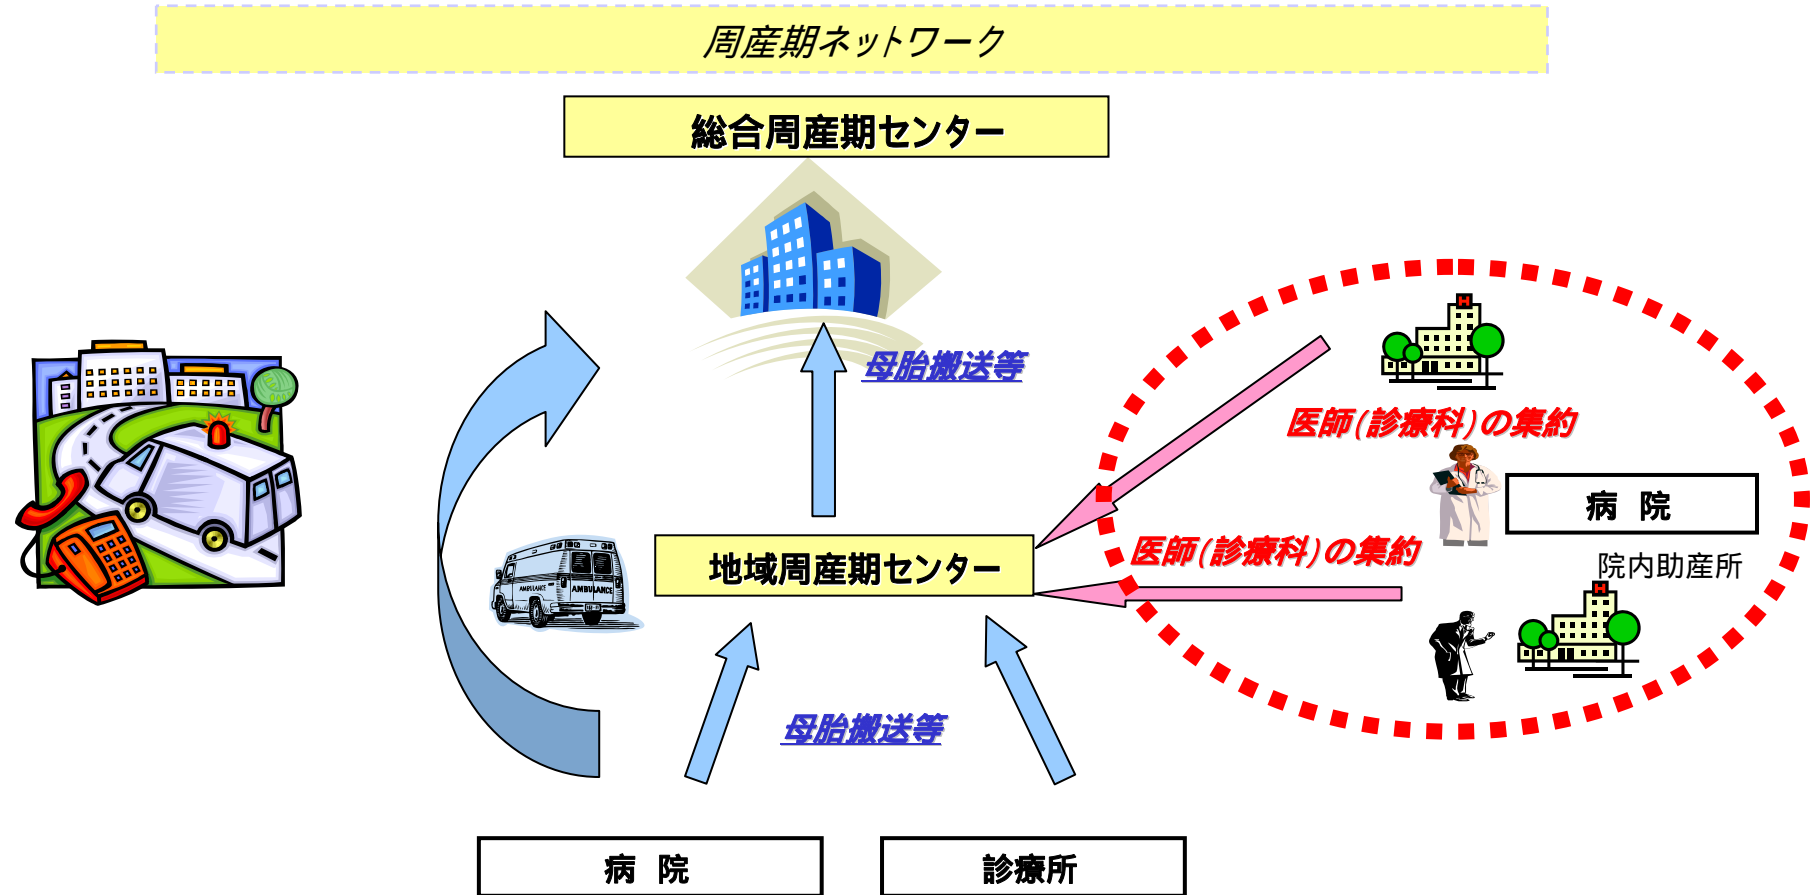 周産期ネットワーク
総合周産期センター
母胎搬送等
H
医師(診療科)の集約
病 院
医師(診療科)の集約
院内助産所
地域周産期センター
AMBULANCE
AMBULANCE
H
母胎搬送等
病 院
診療所